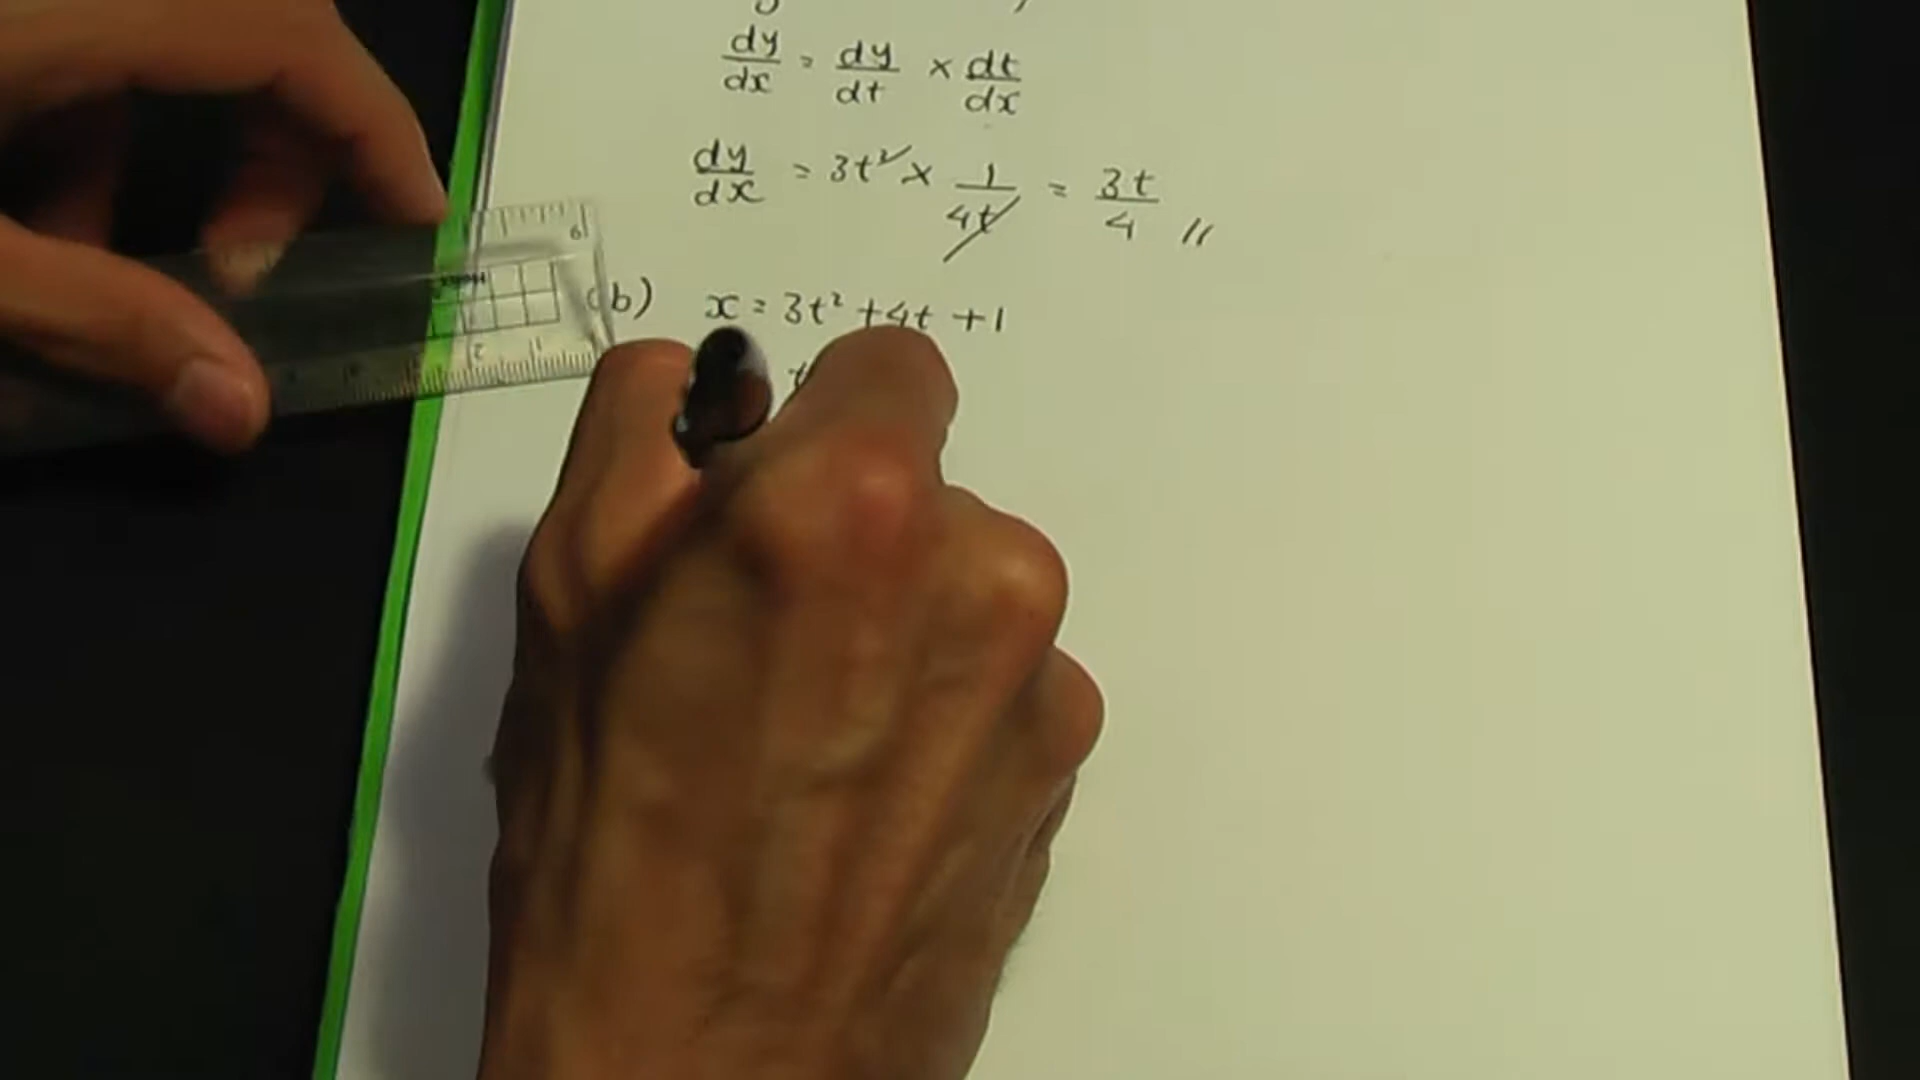 dy/dx = dy/dt × dt/dx
dy/dx = 3t² × 1/4t = 3t/4 //
(b) x = 3t² + 4t + 1
t